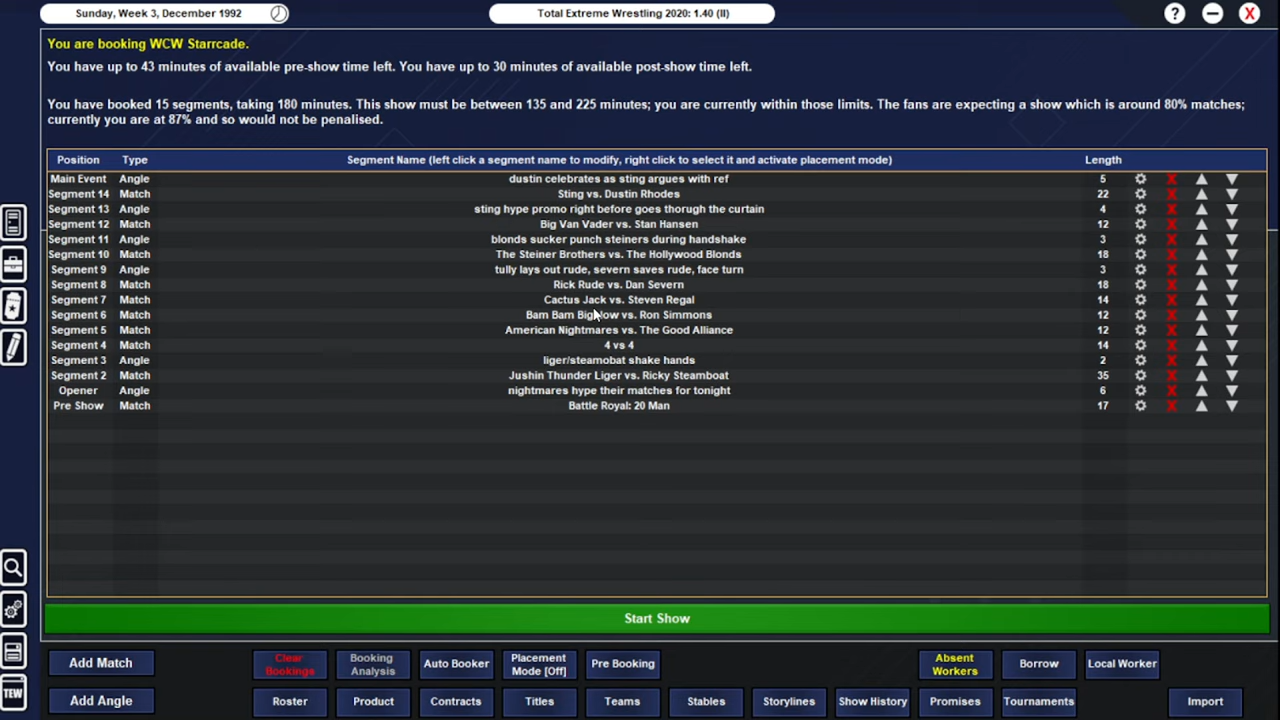 Sunday, Week 3, December 1992
Total Extreme Wrestling 2020: 1.40 (II)
?
X
You are booking WCW Starrcade.
You have up to 43 minutes of available pre-show time left. You have up to 30 minutes of available post-show time left.
You have booked 15 segments, taking 180 minutes. This show must be between 135 and 225 minutes; you are currently within those limits. The fans are expecting a show which is around 80% matches;
currently you are at 87% and so would not be penalised.
Position Type Segment Name (left click a segment name to modify, right click to select it and activate placement mode) Length
Main Event Angle dustin celebrates as sting argues with ref 5 X
Segment 14 Match Sting vs. Dustin Rhodes 22 X
Segment 13 Angle sting hype promo right before goes thorugh the curtain 4 X
Segment 12 Match Big Van Vader vs. Stan Hansen 12 X
Segment 11 Angle blonds sucker punch steiners during handshake 3 X
Segment 10 Match The Steiner Brothers vs. The Hollywood Blonds 18 X
Segment 9 Angle tully lays out rude, severn saves rude, face turn 3 X
Segment 8 Match Rick Rude vs. Dan Severn 18 X
Segment 7 Match Cactus Jack vs. Steven Regal 14 X
Segment 6 Match Bam Bam Bigelow vs. Ron Simmons 12 X
Segment 5 Match American Nightmares vs. The Good Alliance 12 X
Segment 4 Match 4 vs 4 14 X
Segment 3 Angle liger/steamobat shake hands 2 X
Segment 2 Match Jushin Thunder Liger vs. Ricky Steamboat 35 X
Opener Angle nightmares hype their matches for tonight 6 X
Pre Show Match Battle Royal: 20 Man 17 X
Start Show
Add Match
Clear Bookings
Booking Analysis
Auto Booker
Placement Mode [Off]
Pre Booking
Absent Workers
Borrow
Local Worker
TEW
Add Angle
Roster
Product
Contracts
Titles
Teams
Stables
Storylines
Show History
Promises
Tournaments
Import